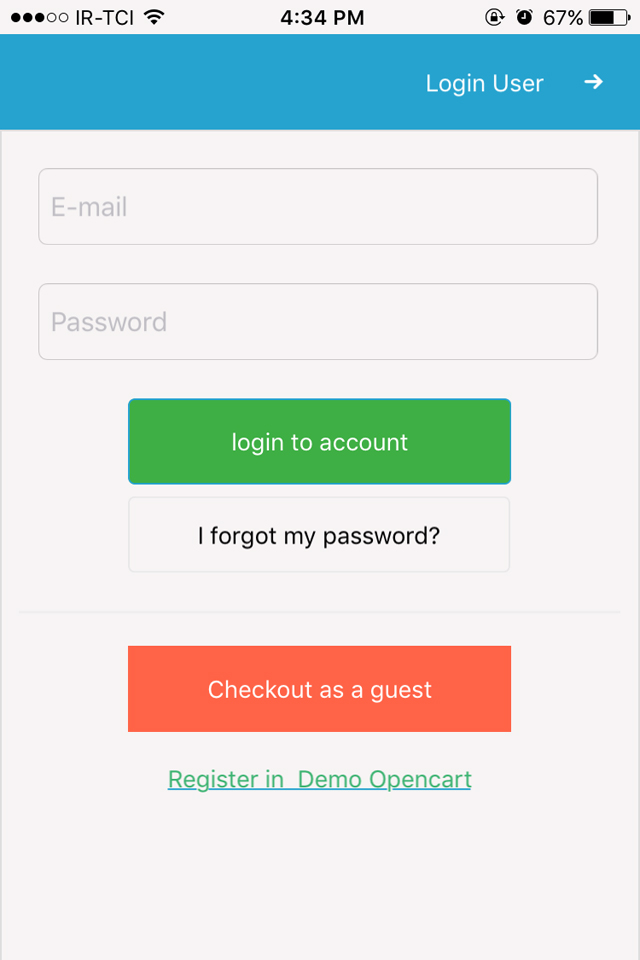 IR-TCI 4:34 PM 67%
Login User
E-mail
Password
login to account
I forgot my password?
Checkout as a guest
Register in  Demo Opencart